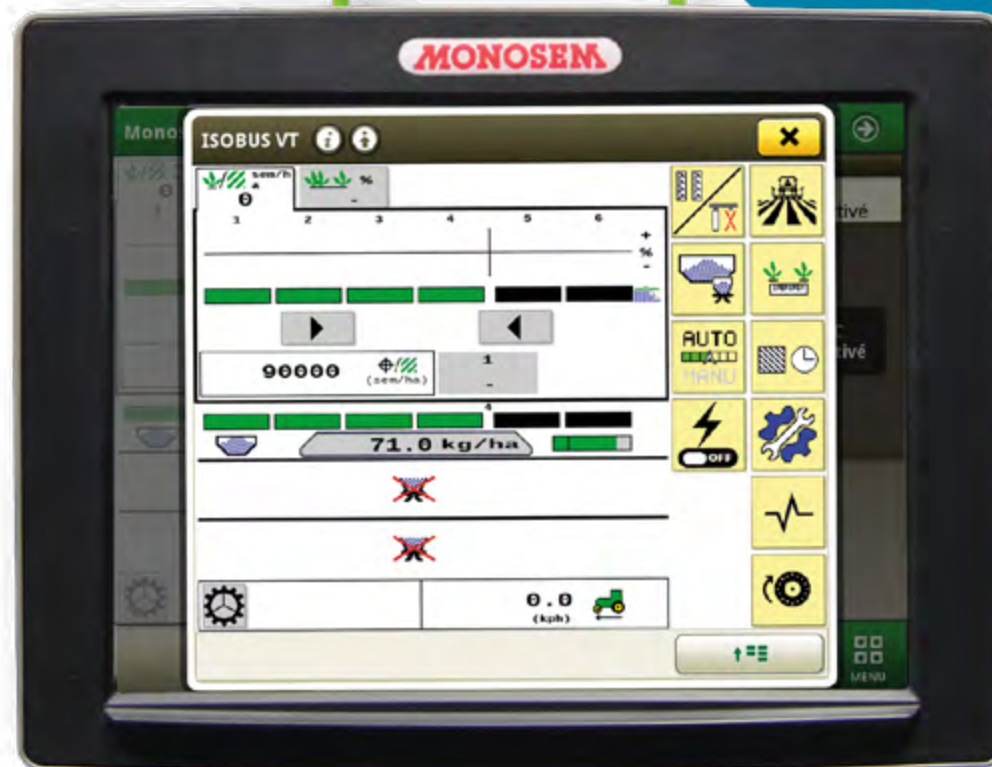 MONOSEM
Mono
ISOBUS VT
sem/h
a
0
%
-
tivé
1 2 3 4 5 6
+
%
-
90000
(sem/ha)
1
-
AUTO
MANU
tivé
4
71.0 kg/ha
OFF
0.0
(kph)
MENU